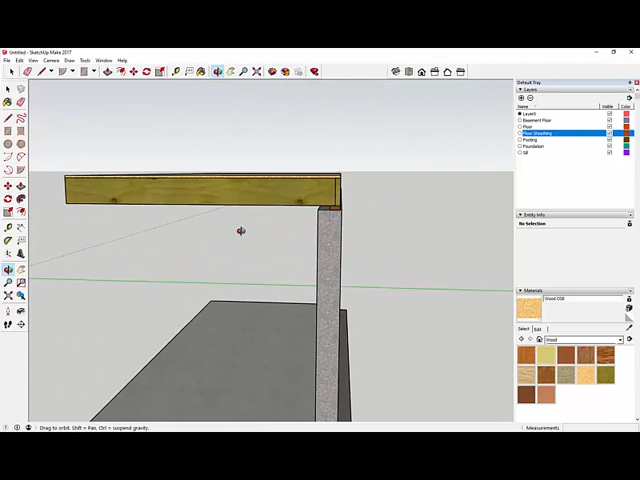 Untitled - SketchUp Make 2017
File Edit View Camera Draw Tools Window Help
Default Tray
Layers
Name Visible Color
Layer0
Basement Floor
Floor
Floor Sheathing
Footing
Foundation
Sill
Entity Info
No Selection
Materials
Wood OSB
Select Edit
Wood
Drag to orbit. Shift = Pan, Ctrl = suspend gravity.
Measurements